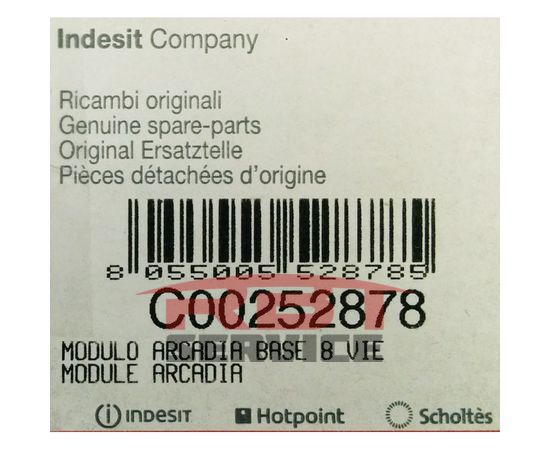 Indesit Company
Ricambi originali
Genuine spare-parts
Original Ersatztelle
Pièces détachées d'origine
8 055005 528785
C00252878
MODULO ARCADIA BASE 8 VIE
MODULE ARCADIA
INDESIT Hotpoint Scholtès